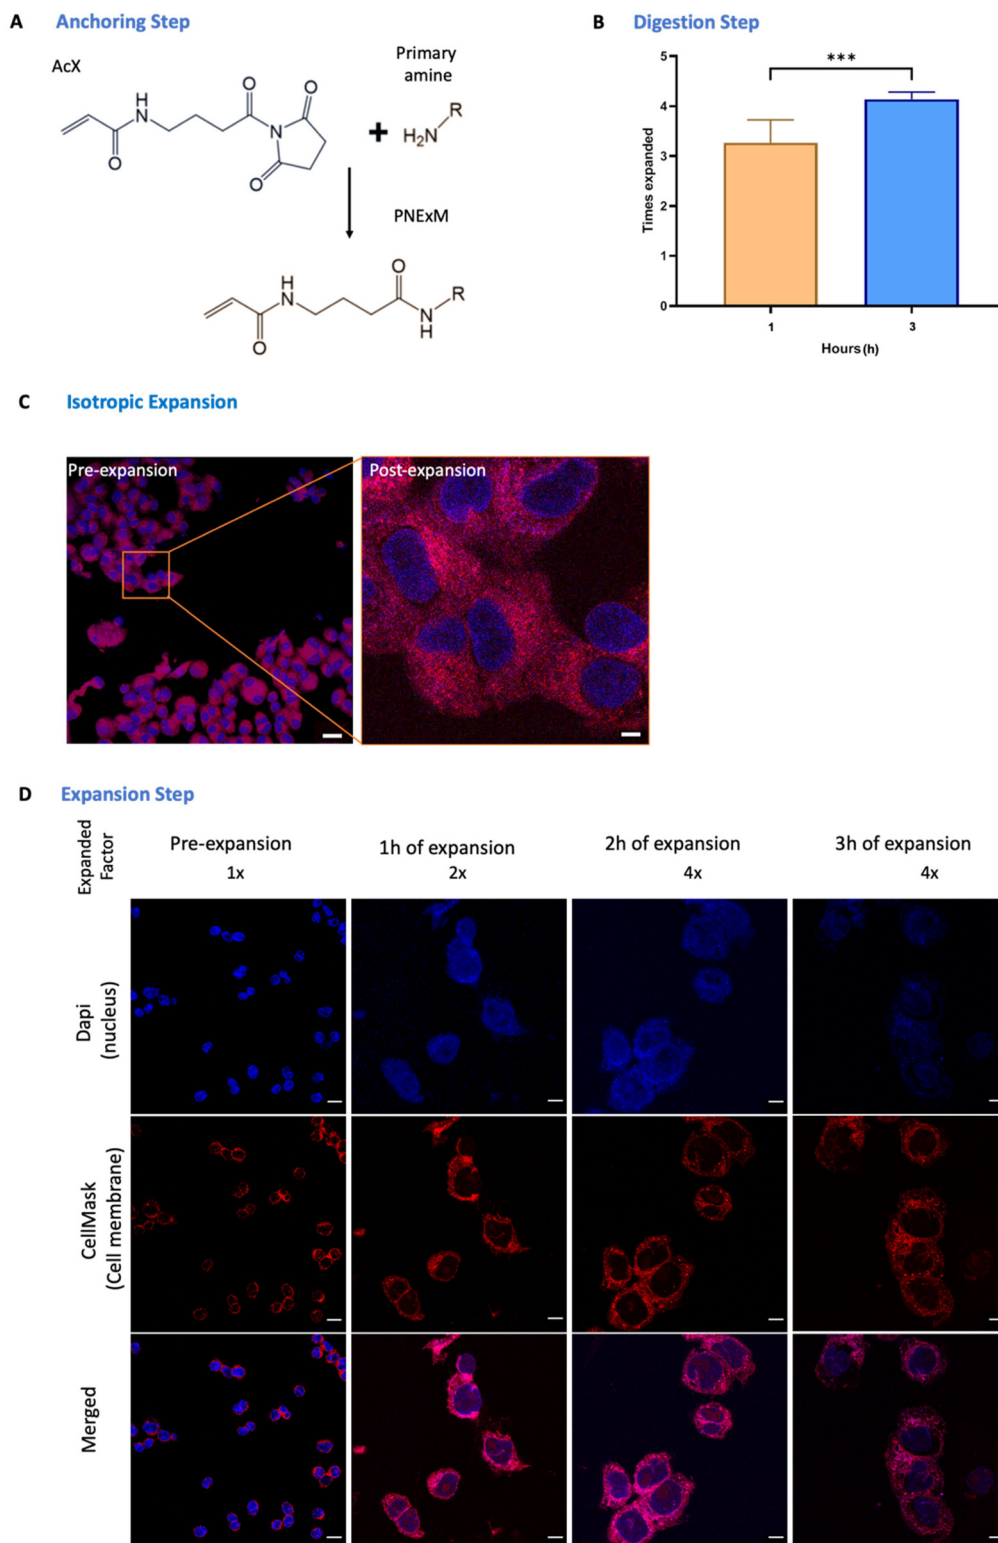 A Anchoring Step
AcX
Primary
amine
H
N
O
O
O
N
O
+
H₂N
R
PNExM
H
N
O
O
N
H
R
B Digestion Step
***
5
4
3
2
1
0
Times expanded
1 3
Hours (h)
C Isotropic Expansion
Pre-expansion
Post-expansion
D Expansion Step
Expanded
Factor
Pre-expansion 1h of expansion 2h of expansion 3h of expansion
1x 2x 4x 4x
Dapi
(nucleus)
CellMask
(Cell membrane)
Merged